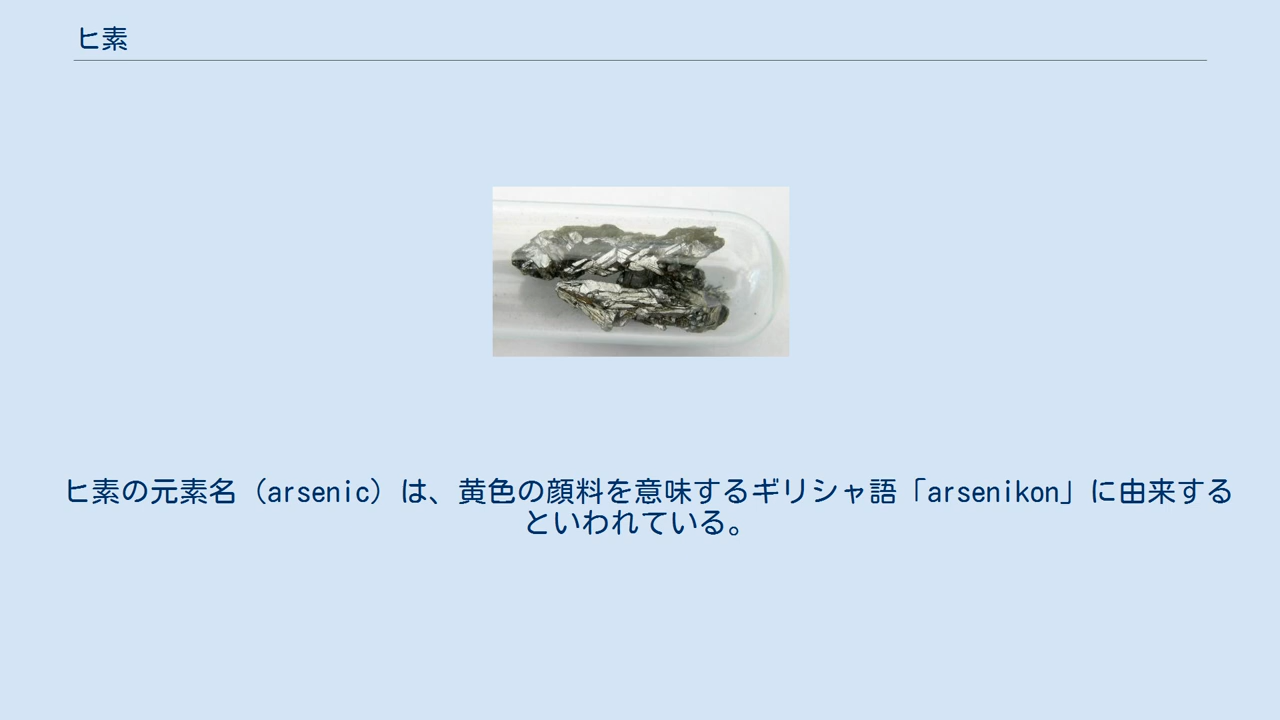 ヒ素
ヒ素の元素名（arsenic）は、黄色の顔料を意味するギリシャ語「arsenikon」に由来する
といわれている。